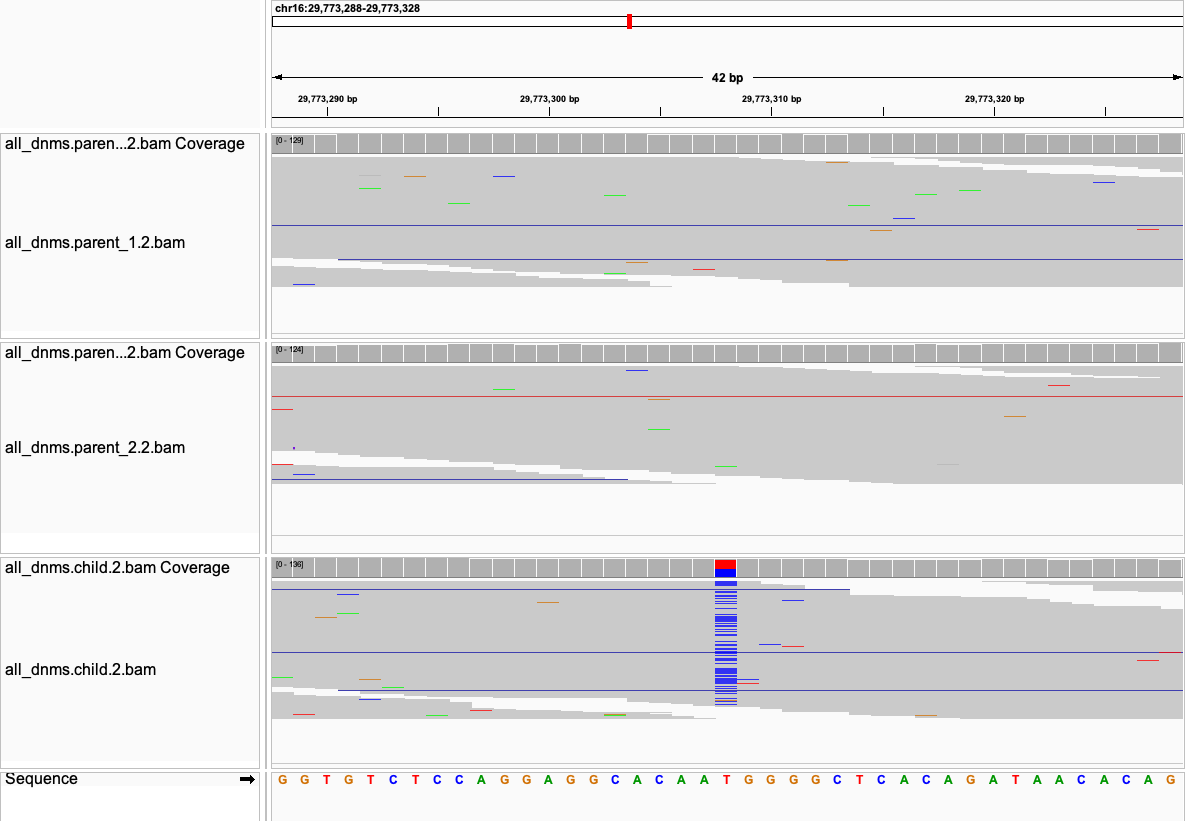 chr16:29,773,288-29,773,328
42 bp
29,773,290 bp 29,773,300 bp 29,773,310 bp 29,773,320 bp
all_dnms.paren...2.bam Coverage
[0 - 129]
all_dnms.parent_1.2.bam
all_dnms.paren...2.bam Coverage
[0 - 124]
all_dnms.parent_2.2.bam
all_dnms.child.2.bam Coverage
[0 - 136]
all_dnms.child.2.bam
Sequence G G T G T C T C C A G G A G G C A C A A T G G G G C T C A C A G A T A A C A C A G